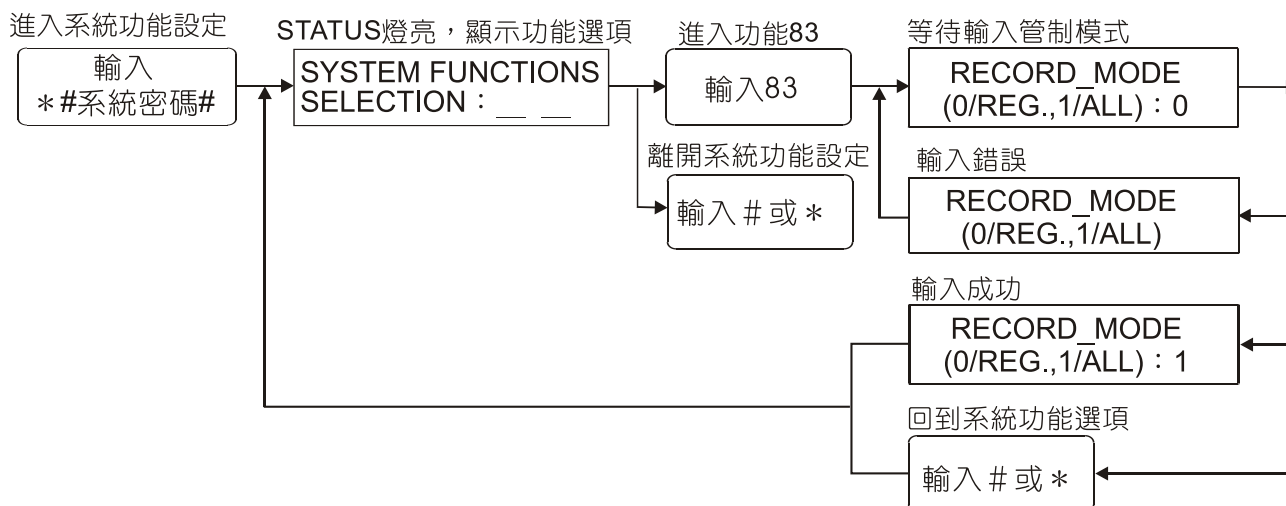 進入系統功能設定
輸入
＊#系統密碼#
STATUS燈亮，顯示功能選項
SYSTEM FUNCTIONS
SELECTION：__ __
進入功能83
輸入83
離開系統功能設定
輸入＃或＊
等待輸入管制模式
RECORD_MODE
(0/REG.,1/ALL)：0
輸入錯誤
RECORD_MODE
(0/REG.,1/ALL)
輸入成功
RECORD_MODE
(0/REG.,1/ALL)：1
回到系統功能選項
輸入＃或＊